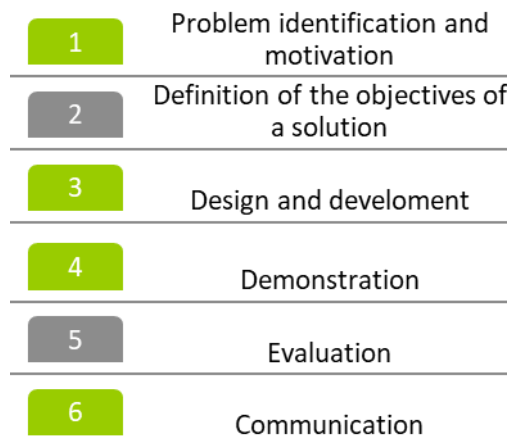 1
Problem identification and
motivation
2
Definition of the objectives of
a solution
3
Design and develoment
4
Demonstration
5
Evaluation
6
Communication